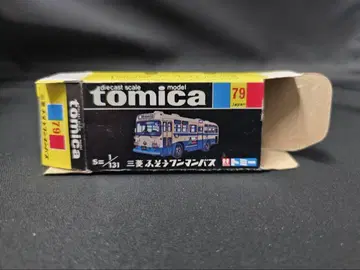 diecast scale model
tomica
79
S=1/131
三菱ふそうワンマンバス
79
tomica